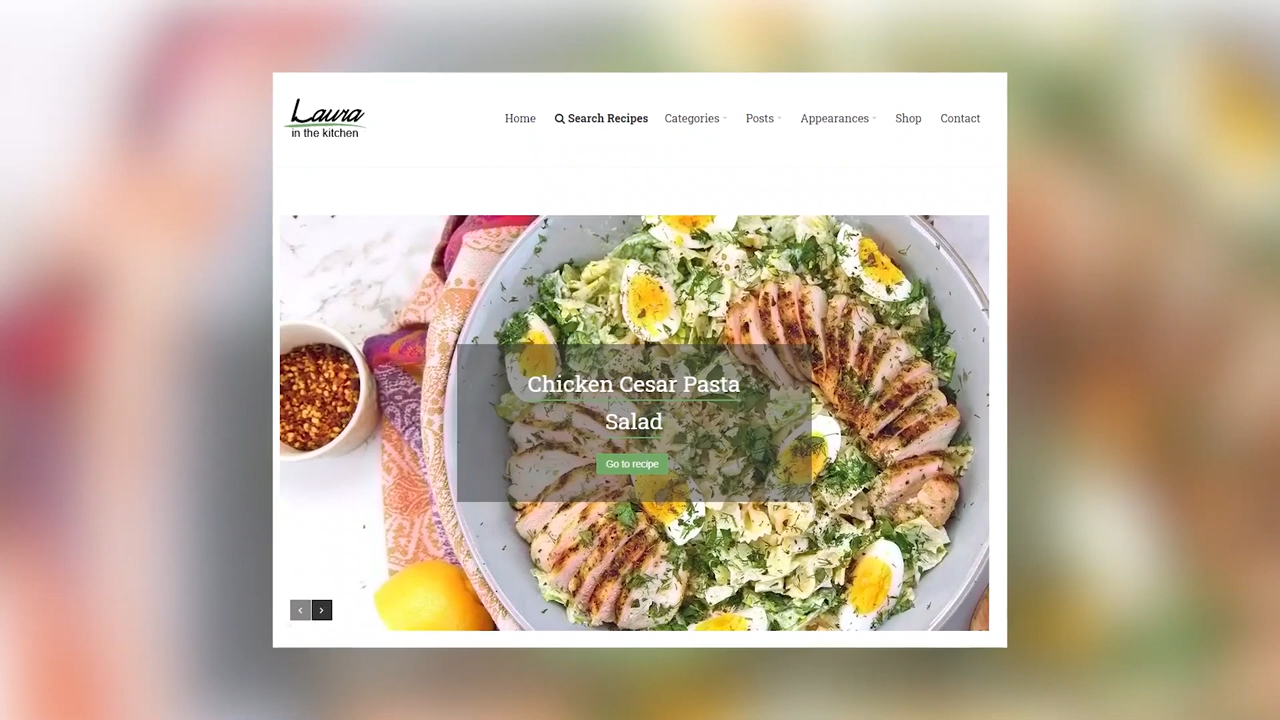 Laura
in the kitchen
Home Search Recipes Categories Posts Appearances Shop Contact
Chicken Cesar Pasta
Salad
Go to recipe